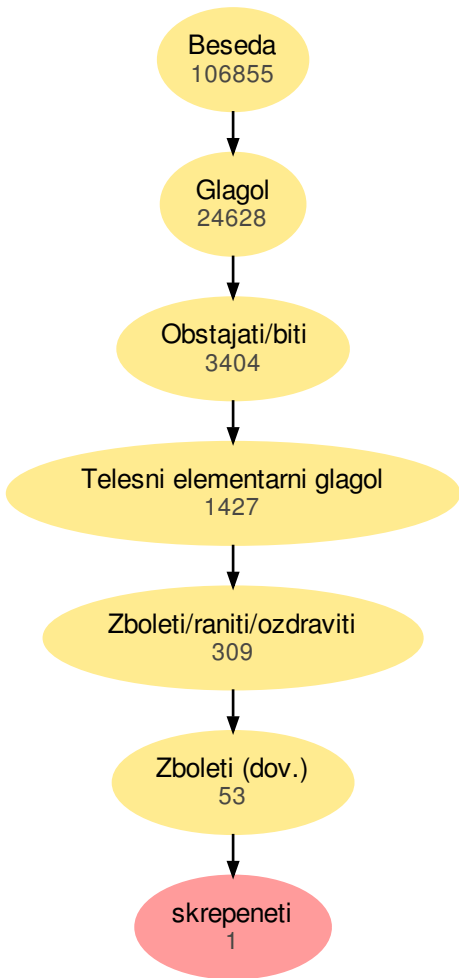 Beseda
106855
Glagol
24628
Obstajati/biti
3404
Telesni elementarni glagol
1427
Zboleti/raniti/ozdraviti
309
Zboleti (dov.)
53
skrepeneti
1